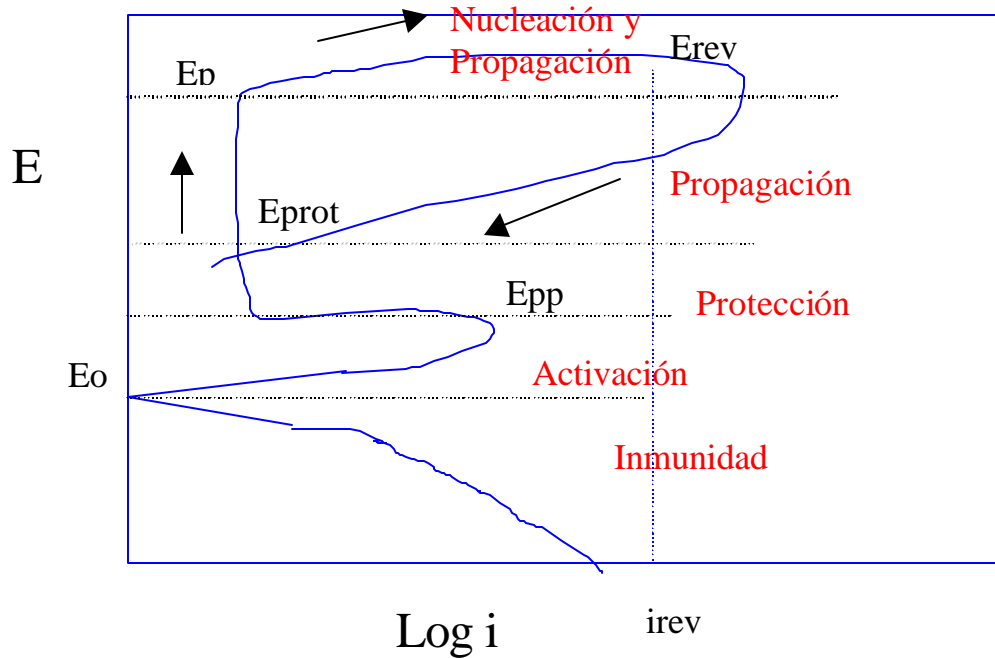 Nucleación y
Propagación
Erev
Ep
E
Propagación
Eprot
Epp
Protección
Eo
Activación
Inmunidad
Log i
irev